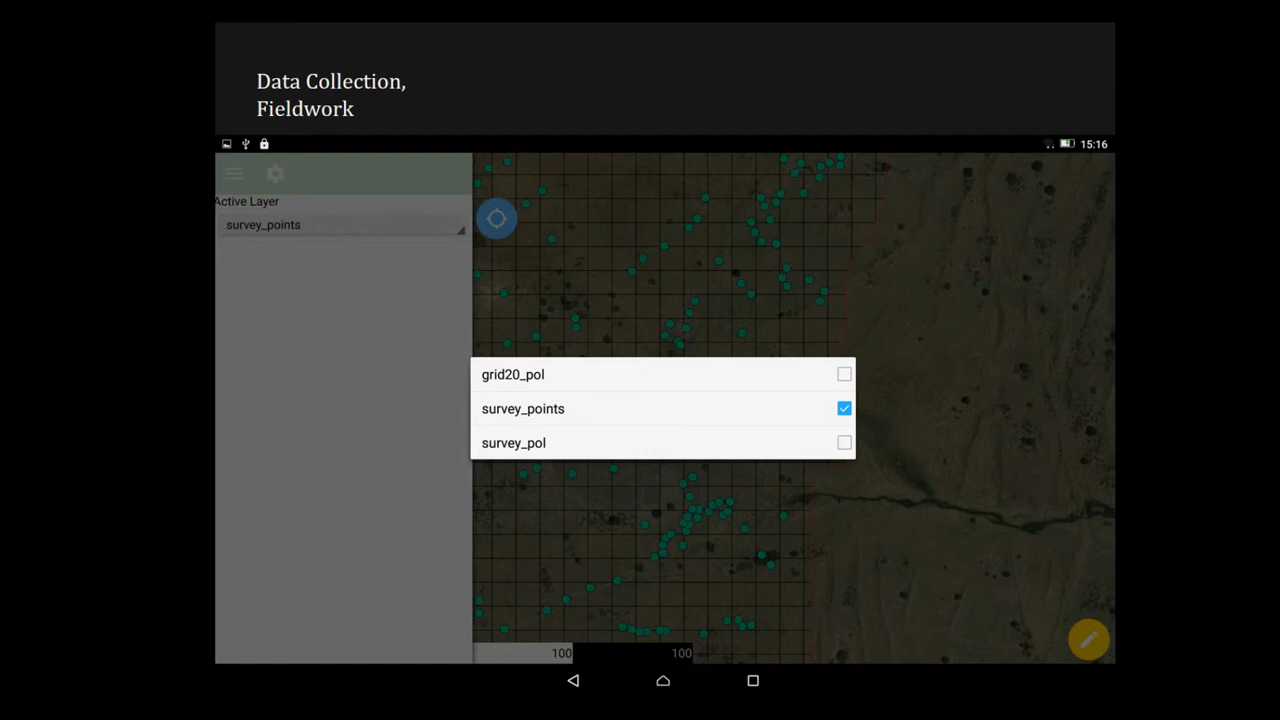 Data Collection,
Fieldwork
15:16
Active Layer
survey_points
grid20_pol
survey_points
survey_pol
100 100